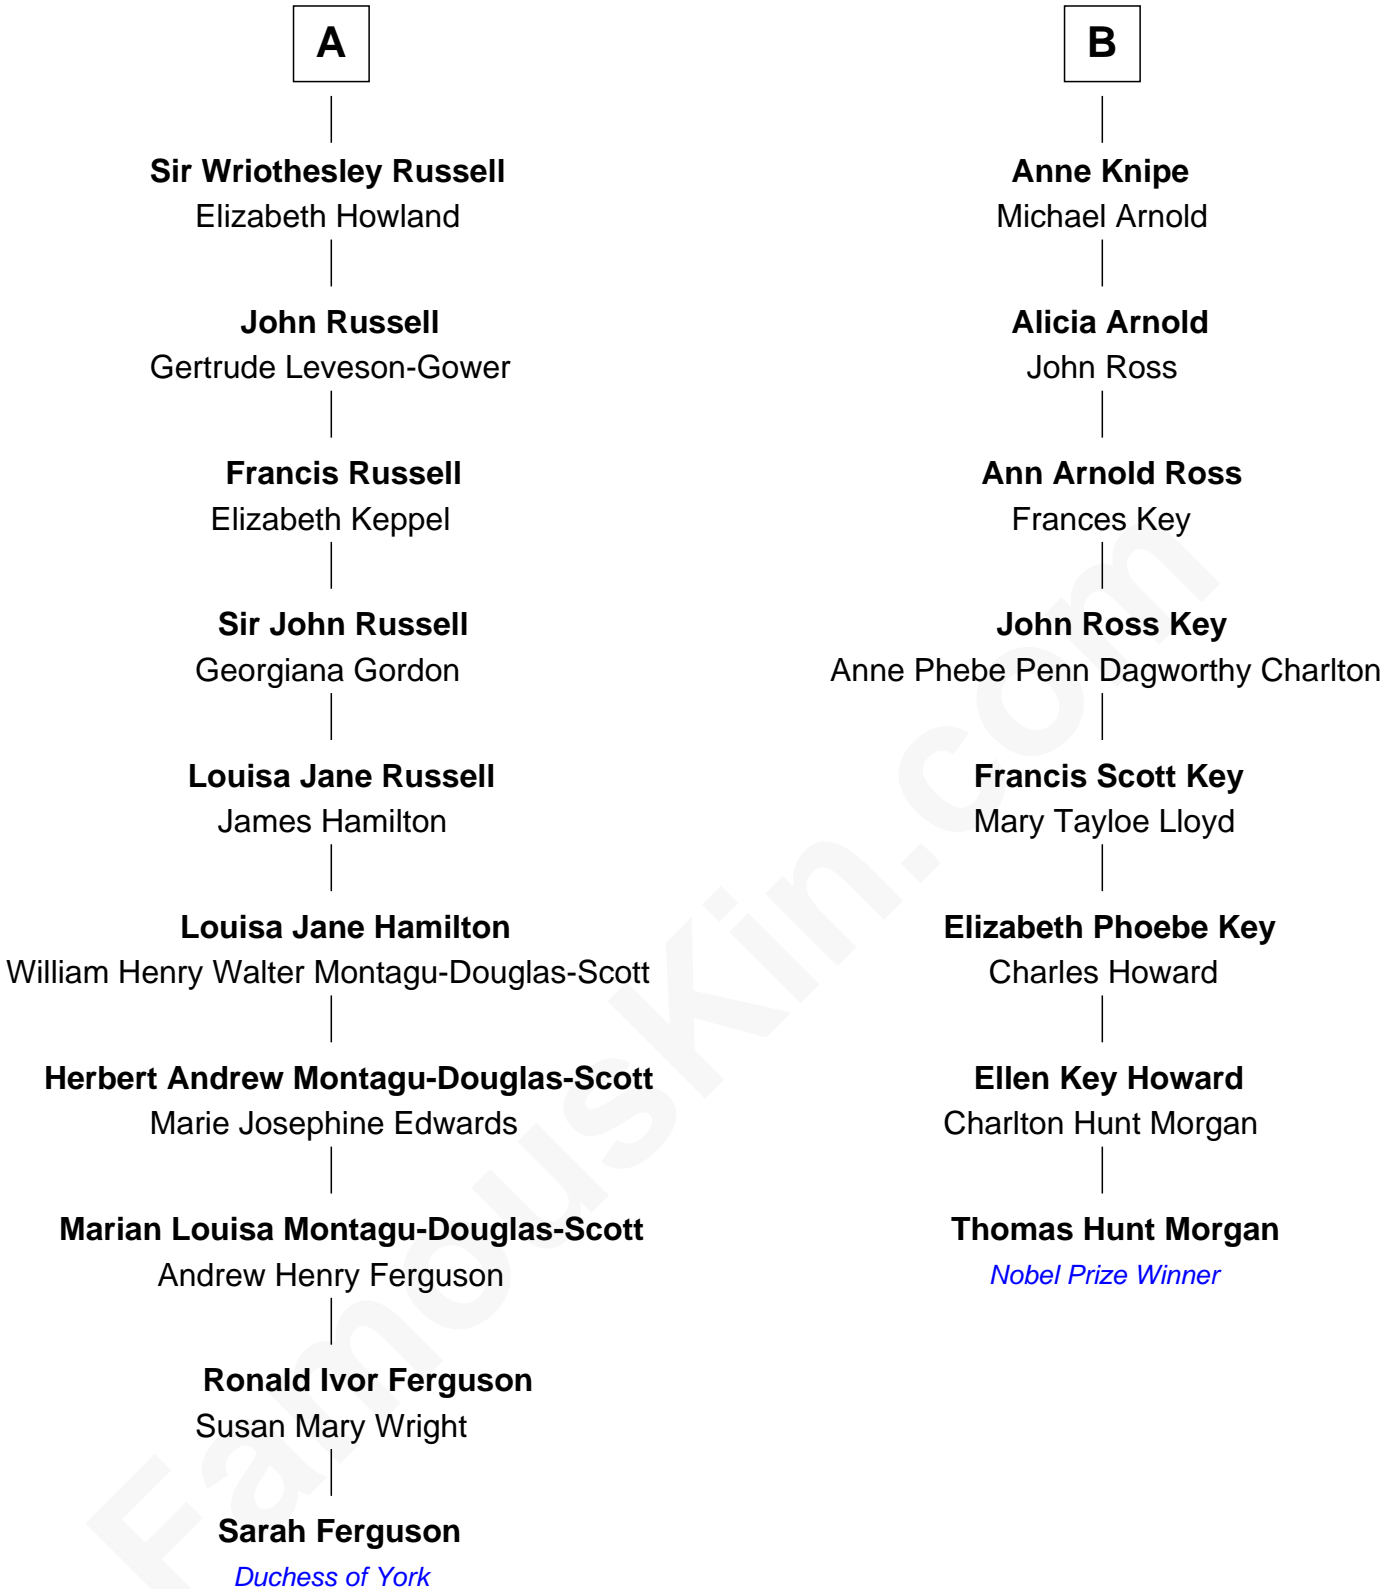 A
Sir Wriothesley Russell
Elizabeth Howland
John Russell
Gertrude Leveson-Gower
Francis Russell
Elizabeth Keppel
Sir John Russell
Georgiana Gordon
Louisa Jane Russell
James Hamilton
Louisa Jane Hamilton
William Henry Walter Montagu-Douglas-Scott
Herbert Andrew Montagu-Douglas-Scott
Marie Josephine Edwards
Marian Louisa Montagu-Douglas-Scott
Andrew Henry Ferguson
Ronald Ivor Ferguson
Susan Mary Wright
Sarah Ferguson
Duchess of York
B
Anne Knipe
Michael Arnold
Alicia Arnold
John Ross
Ann Arnold Ross
Frances Key
John Ross Key
Anne Phebe Penn Dagworthy Charlton
Francis Scott Key
Mary Tayloe Lloyd
Elizabeth Phoebe Key
Charles Howard
Ellen Key Howard
Charlton Hunt Morgan
Thomas Hunt Morgan
Nobel Prize Winner
FamousKin.com